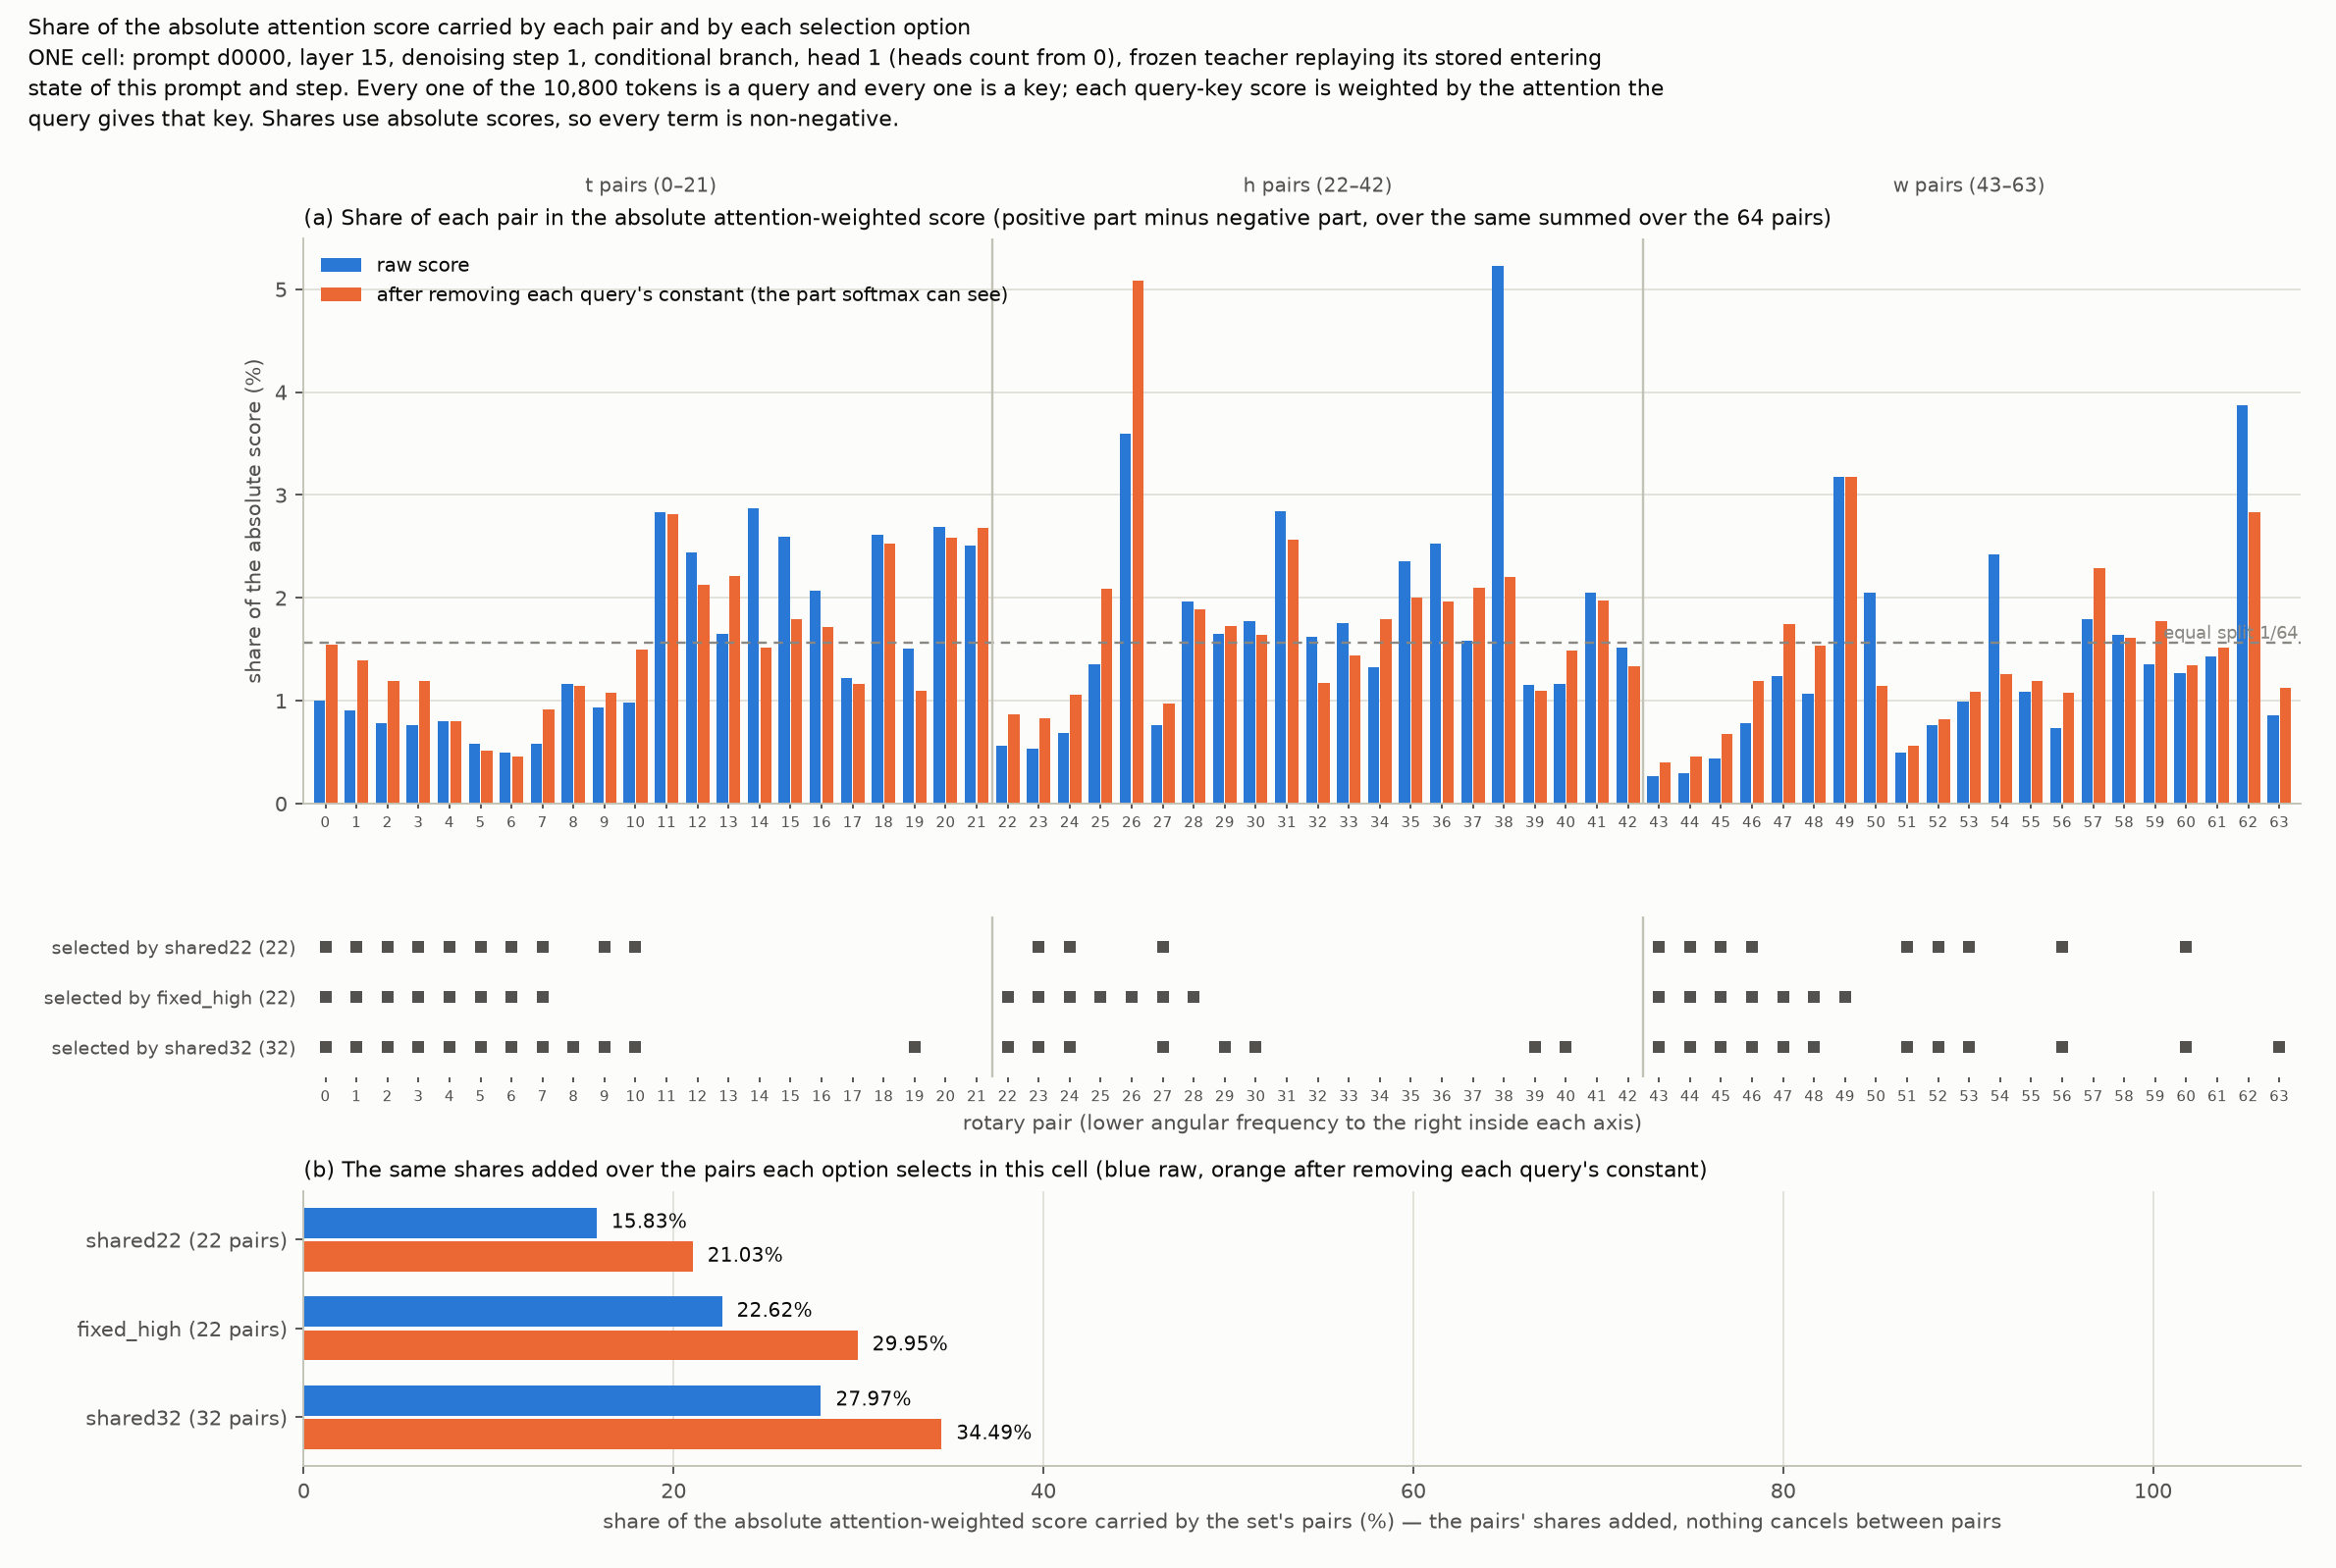 Share of the absolute attention score carried by each pair and by each selection option
ONE cell: prompt d0000, layer 15, denoising step 1, conditional branch, head 1 (heads count from 0), frozen teacher replaying its stored entering
state of this prompt and step. Every one of the 10,800 tokens is a query and every one is a key; each query-key score is weighted by the attention the
query gives that key. Shares use absolute scores, so every term is non-negative.
t pairs (0–21) h pairs (22–42) w pairs (43–63)
(a) Share of each pair in the absolute attention-weighted score (positive part minus negative part, over the same summed over the 64 pairs)
raw score
after removing each query's constant (the part softmax can see)
share of the absolute score (%)
5
4
3
2
1
0
equal split 1/64
0 1 2 3 4 5 6 7 8 9 10 11 12 13 14 15 16 17 18 19 20 21 22 23 24 25 26 27 28 29 30 31 32 33 34 35 36 37 38 39 40 41 42 43 44 45 46 47 48 49 50 51 52 53 54 55 56 57 58 59 60 61 62 63
selected by shared22 (22)
selected by fixed_high (22)
selected by shared32 (32)
0 1 2 3 4 5 6 7 8 9 10 11 12 13 14 15 16 17 18 19 20 21 22 23 24 25 26 27 28 29 30 31 32 33 34 35 36 37 38 39 40 41 42 43 44 45 46 47 48 49 50 51 52 53 54 55 56 57 58 59 60 61 62 63
rotary pair (lower angular frequency to the right inside each axis)
(b) The same shares added over the pairs each option selects in this cell (blue raw, orange after removing each query's constant)
shared22 (22 pairs)
15.83%
21.03%
fixed_high (22 pairs)
22.62%
29.95%
shared32 (32 pairs)
27.97%
34.49%
0 20 40 60 80 100
share of the absolute attention-weighted score carried by the set's pairs (%) — the pairs' shares added, nothing cancels between pairs